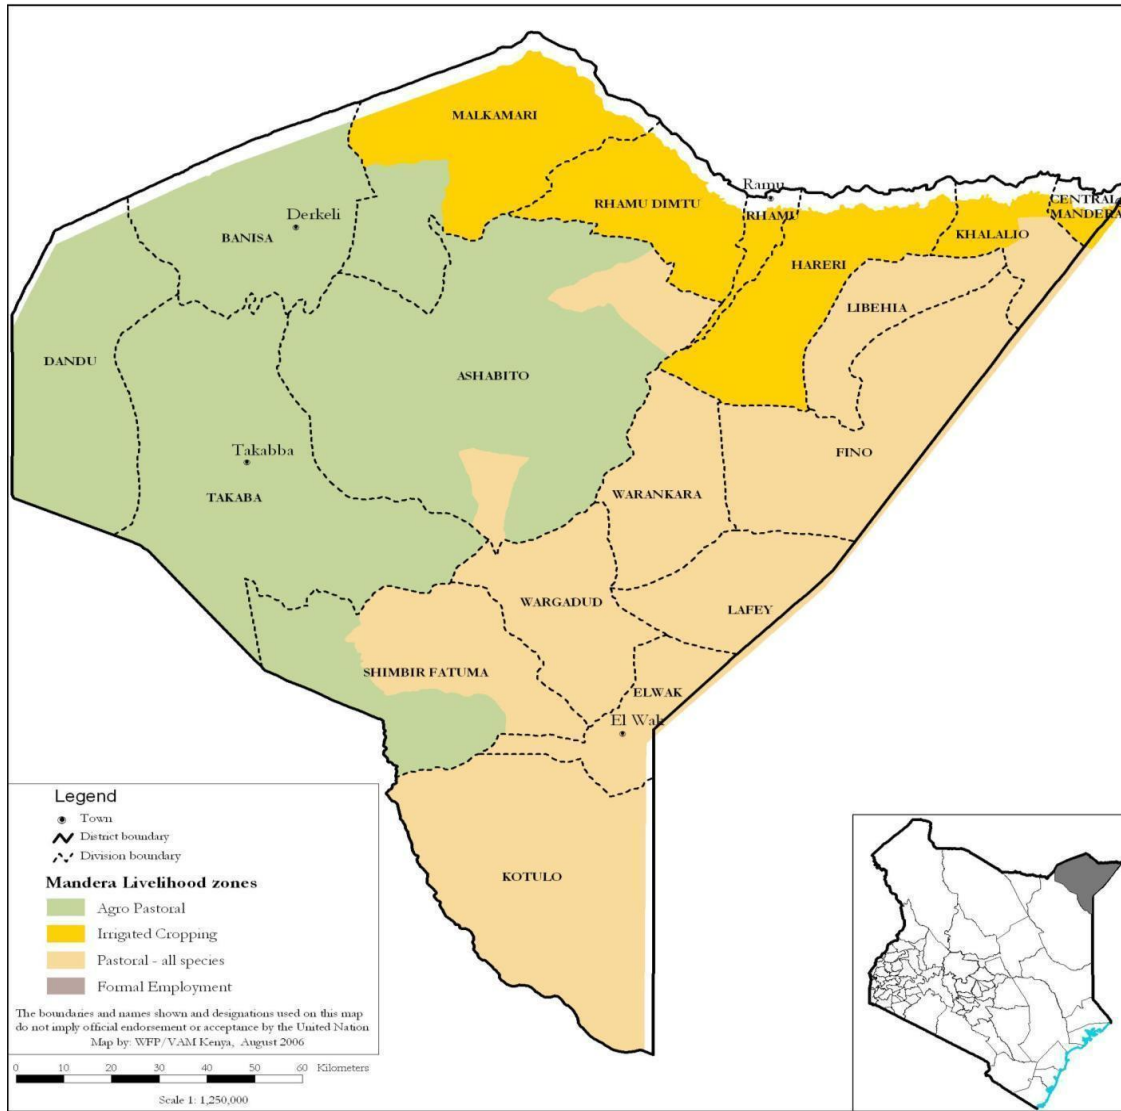 MALKAMARI
Ramu
RHAMU DIMTU
CENTRAL
MANDERA
RHAMU
Derkeli
BANISA
KHALALIO
HARERI
LIBEHIA
DANDU
ASHABITO
Takabba
FINO
TAKABA
WARANKARA
WARGADUD
LAFEY
SHIMBIR FATUMA
ELWAK
El Wak
KOTULO
Legend
Town
District boundary
Division boundary
Mandera Livelihood zones
Agro Pastoral
Irrigated Cropping
Pastoral - all species
Formal Employment
The boundaries and names shown and designations used on this map
do not imply official endorsement or acceptance by the United Nation
Map by: WFP/VAM Kenya, August 2006
0 10 20 30 40 50 60 Kilometers
Scale 1: 1,250,000